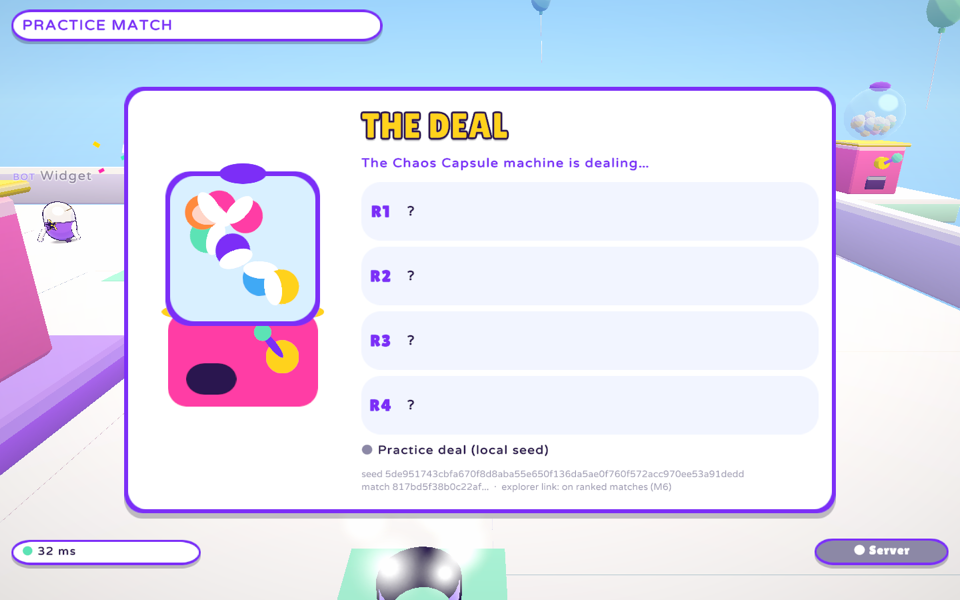 PRACTICE MATCH
THE DEAL
The Chaos Capsule machine is dealing...
BOT Widget
R1 ?
R2 ?
R3 ?
R4 ?
Practice deal (local seed)
seed 5de951743cbfa670f8d8aba55e650f136da5ae0f760f572acc970ee53a91dedd
match 817bd5f38b0c22af... · explorer link: on ranked matches (M6)
32 ms
Server